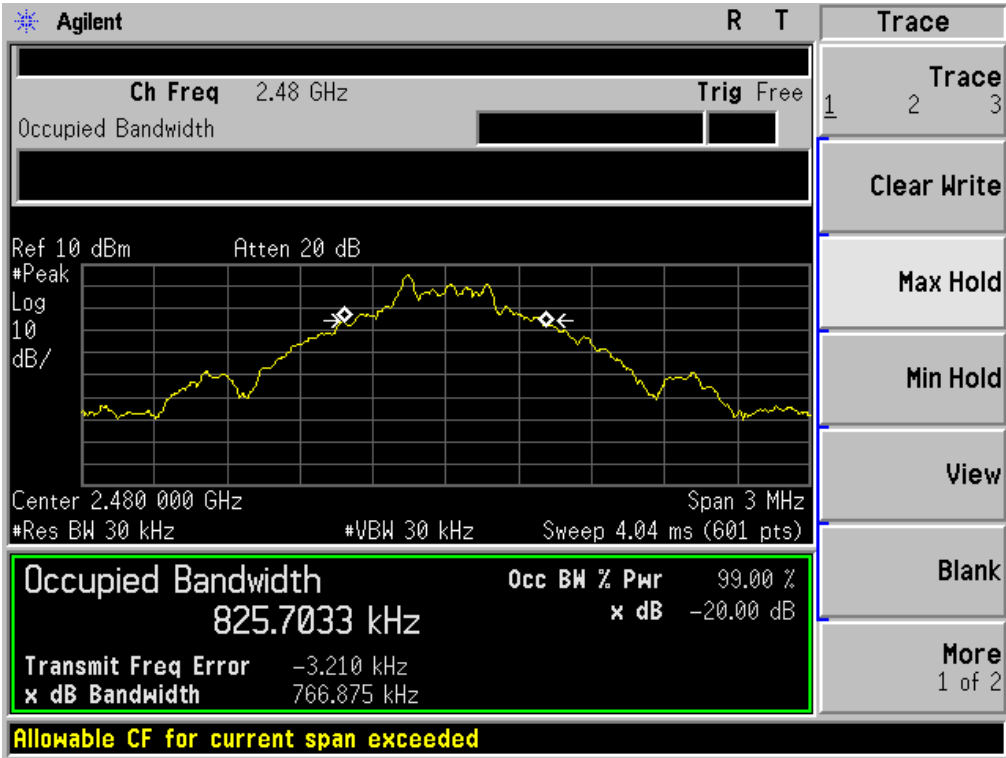 Agilent R T Trace
Ch Freq 2.48 GHz Trig Free
Occupied Bandwidth
Trace
1 2 3
Clear Write
Max Hold
Min Hold
View
Blank
More
1 of 2
Ref 10 dBm Atten 20 dB
#Peak
Log
10
dB/
Center 2.480 000 GHz Span 3 MHz
#Res BW 30 kHz #VBW 30 kHz Sweep 4.04 ms (601 pts)
Occupied Bandwidth Occ BW % Pwr 99.00 %
825.7033 kHz x dB -20.00 dB
Transmit Freq Error -3.210 kHz
x dB Bandwidth 766.875 kHz
Allowable CF for current span exceeded